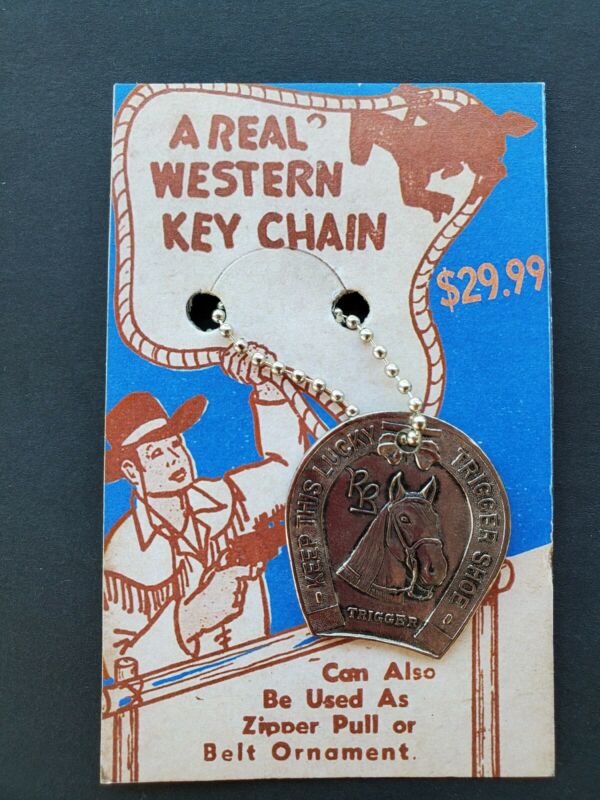 A REAL
WESTERN
KEY CHAIN
$29.99
KEEP THIS LUCKY TRIGGER SHOE
RR
TRIGGER
Can Also
Be Used As
Zipper Pull or
Belt Ornament.